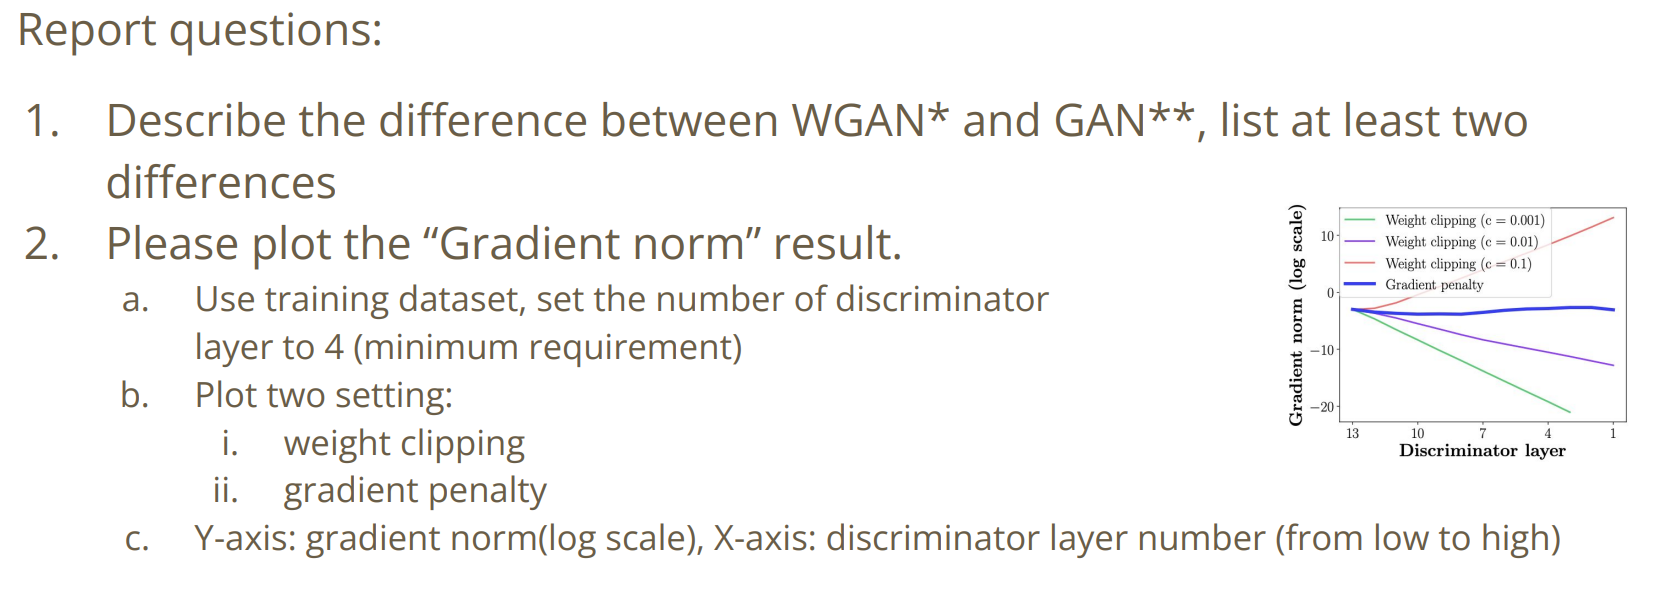 Report questions:
1. Describe the difference between WGAN* and GAN**, list at least two
differences
2. Please plot the “Gradient norm” result.
a. Use training dataset, set the number of discriminator
layer to 4 (minimum requirement)
b. Plot two setting:
i. weight clipping
ii. gradient penalty
c. Y-axis: gradient norm(log scale), X-axis: discriminator layer number (from low to high)
Gradient norm (log scale)
10
0
−10
−20
Weight clipping (c = 0.001)
Weight clipping (c = 0.01)
Weight clipping (c = 0.1)
Gradient penalty
13 10 7 4 1
Discriminator layer